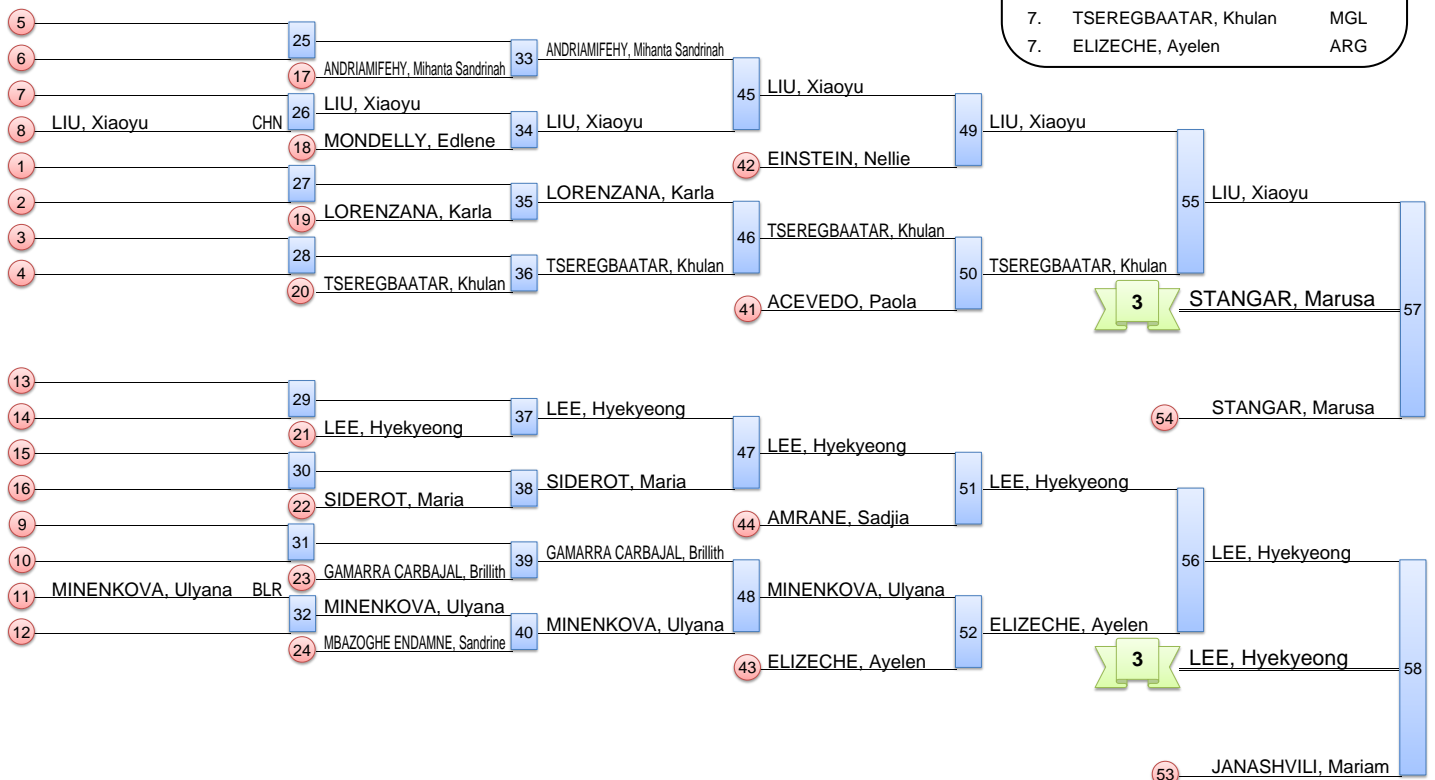 7. TSEREGBAATAR, Khulan MGL
5
25
33 ANDRIAMIFEHY, Mihanta Sandrinah
7. ELIZECHE, Ayelen ARG
6
17 ANDRIAMIFEHY, Mihanta Sandrinah
7
26 LIU, Xiaoyu
45 LIU, Xiaoyu
8 LIU, Xiaoyu CHN
34 LIU, Xiaoyu
49 LIU, Xiaoyu
18 MONDELLY, Edlene
1
42 EINSTEIN, Nellie
27
2
35 LORENZANA, Karla
55 LIU, Xiaoyu
19 LORENZANA, Karla
3
46 TSEREGBAATAR, Khulan
28
4
36 TSEREGBAATAR, Khulan
50 TSEREGBAATAR, Khulan
20 TSEREGBAATAR, Khulan
41 ACEVEDO, Paola
3 STANGAR, Marusa
57
13
29
37 LEE, Hyekyeong
54 STANGAR, Marusa
14
21 LEE, Hyekyeong
15
47 LEE, Hyekyeong
30
16
38 SIDEROT, Maria
51 LEE, Hyekyeong
22 SIDEROT, Maria
9
44 AMRANE, Sadjia
31
39 GAMARRA CARBAJAL, Brillith
56 LEE, Hyekyeong
10
23 GAMARRA CARBAJAL, Brillith
11 MINENKOVA, Ulyana BLR
32 MINENKOVA, Ulyana
48 MINENKOVA, Ulyana
12
40 MINENKOVA, Ulyana
52 ELIZECHE, Ayelen
24 MBAZOGHE ENDAMNE, Sandrine
43 ELIZECHE, Ayelen
3 LEE, Hyekyeong
58
53 JANASHVILI, Mariam